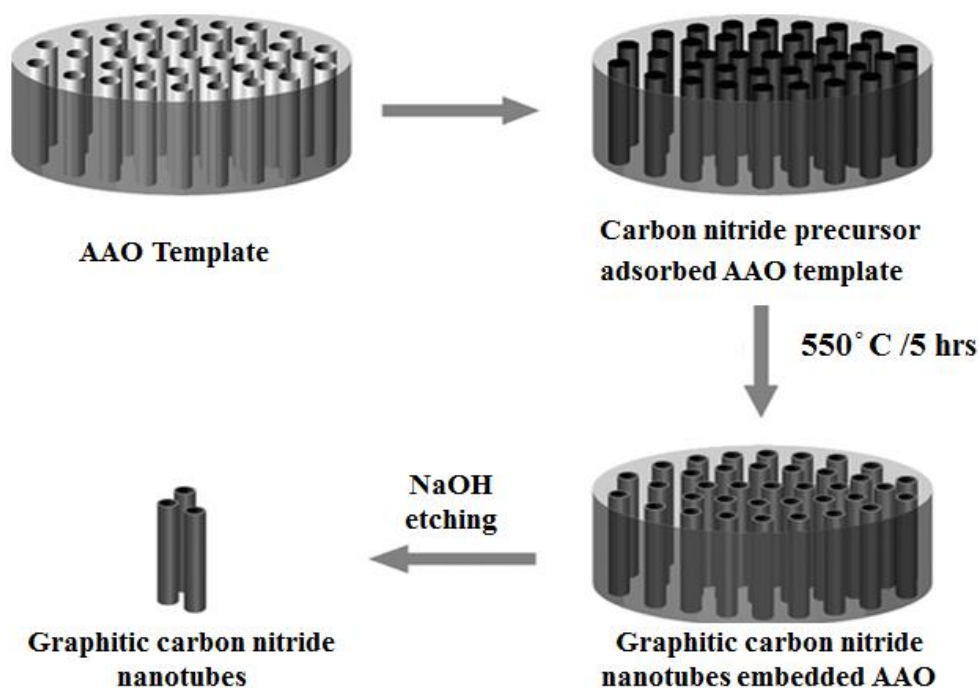 AAO Template
Carbon nitride precursor
adsorbed AAO template
550° C /5 hrs
NaOH
etching
Graphitic carbon nitride
nanotubes
Graphitic carbon nitride
nanotubes embedded AAO